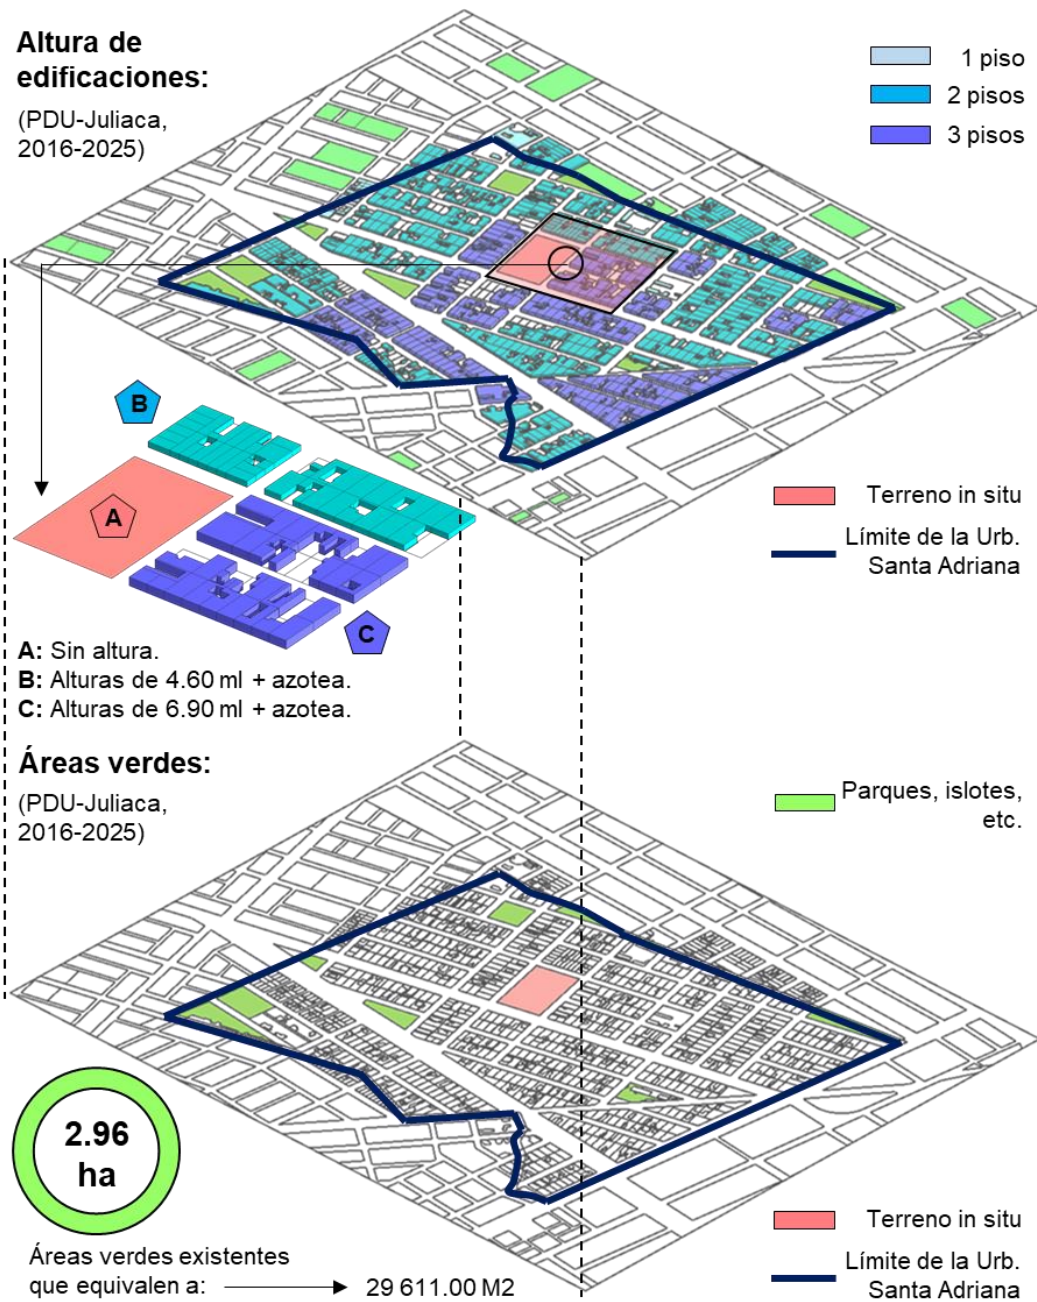 Altura de
edificaciones:
(PDU-Juliaca,
2016-2025)
1 piso
2 pisos
3 pisos
B
A
C
Terreno in situ
Límite de la Urb.
Santa Adriana
A: Sin altura.
B: Alturas de 4.60 ml + azotea.
C: Alturas de 6.90 ml + azotea.
Áreas verdes:
(PDU-Juliaca,
2016-2025)
Parques, islotes,
etc.
2.96
ha
Áreas verdes existentes
que equivalen a:
29 611.00 M2
Terreno in situ
Límite de la Urb.
Santa Adriana